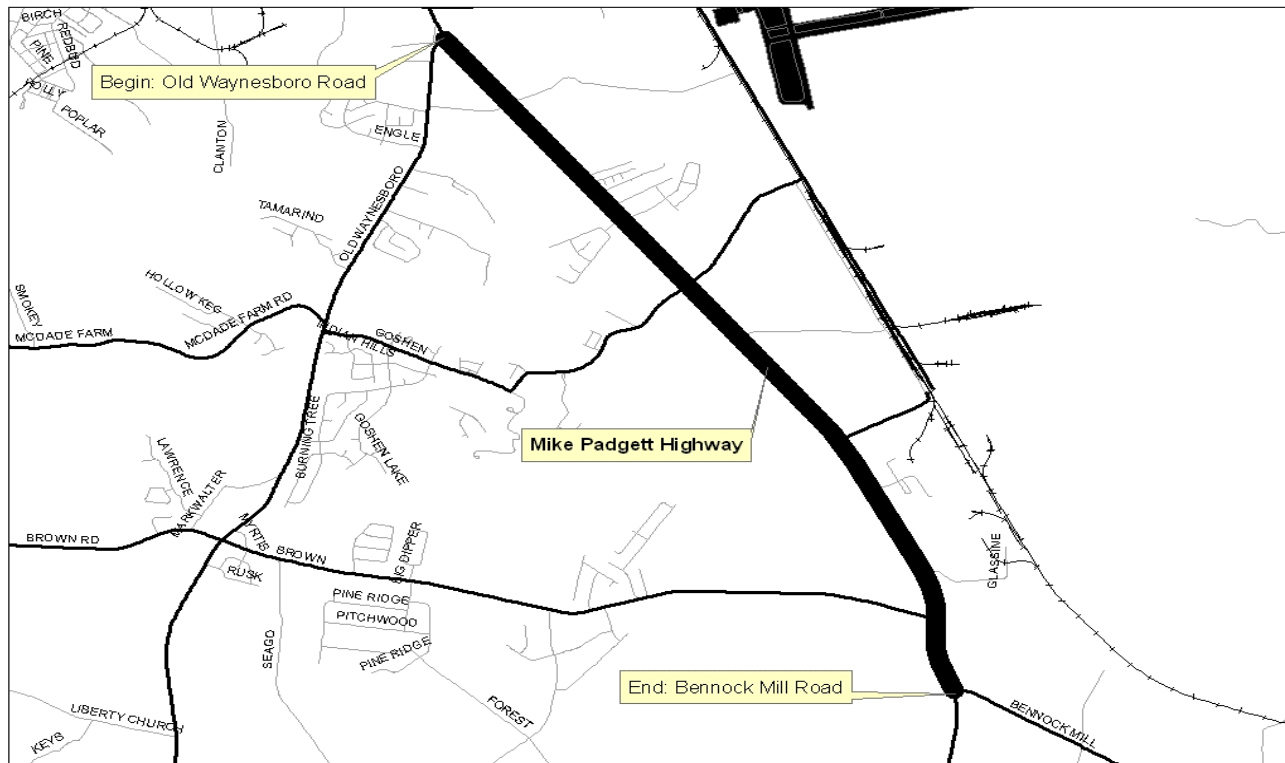 BIRCH
REDBUD
PINE
HOLLY
POPLAR
Begin: Old Waynesboro Road
CLANTON
ENGLE
OLD WAYNESBORO
TAMARIND
HOLLOW KEG
SMOKEY
MCDADE FARM
MCDADE FARM RD
INDIAN HILLS
GOSHEN
BURNING TREE
GOSHEN LAKE
Mike Padgett Highway
LAWRENCE
MARKWALTER
MYRTIS
BROWN RD
BROWN
RUSK
BIG DIPPER
GLASSINE
PINE RIDGE
PITCHWOOD
PINE RIDGE
SEAGO
End: Bennock Mill Road
FOREST
LIBERTY CHURCH
KEYS
BENNOCK MILL